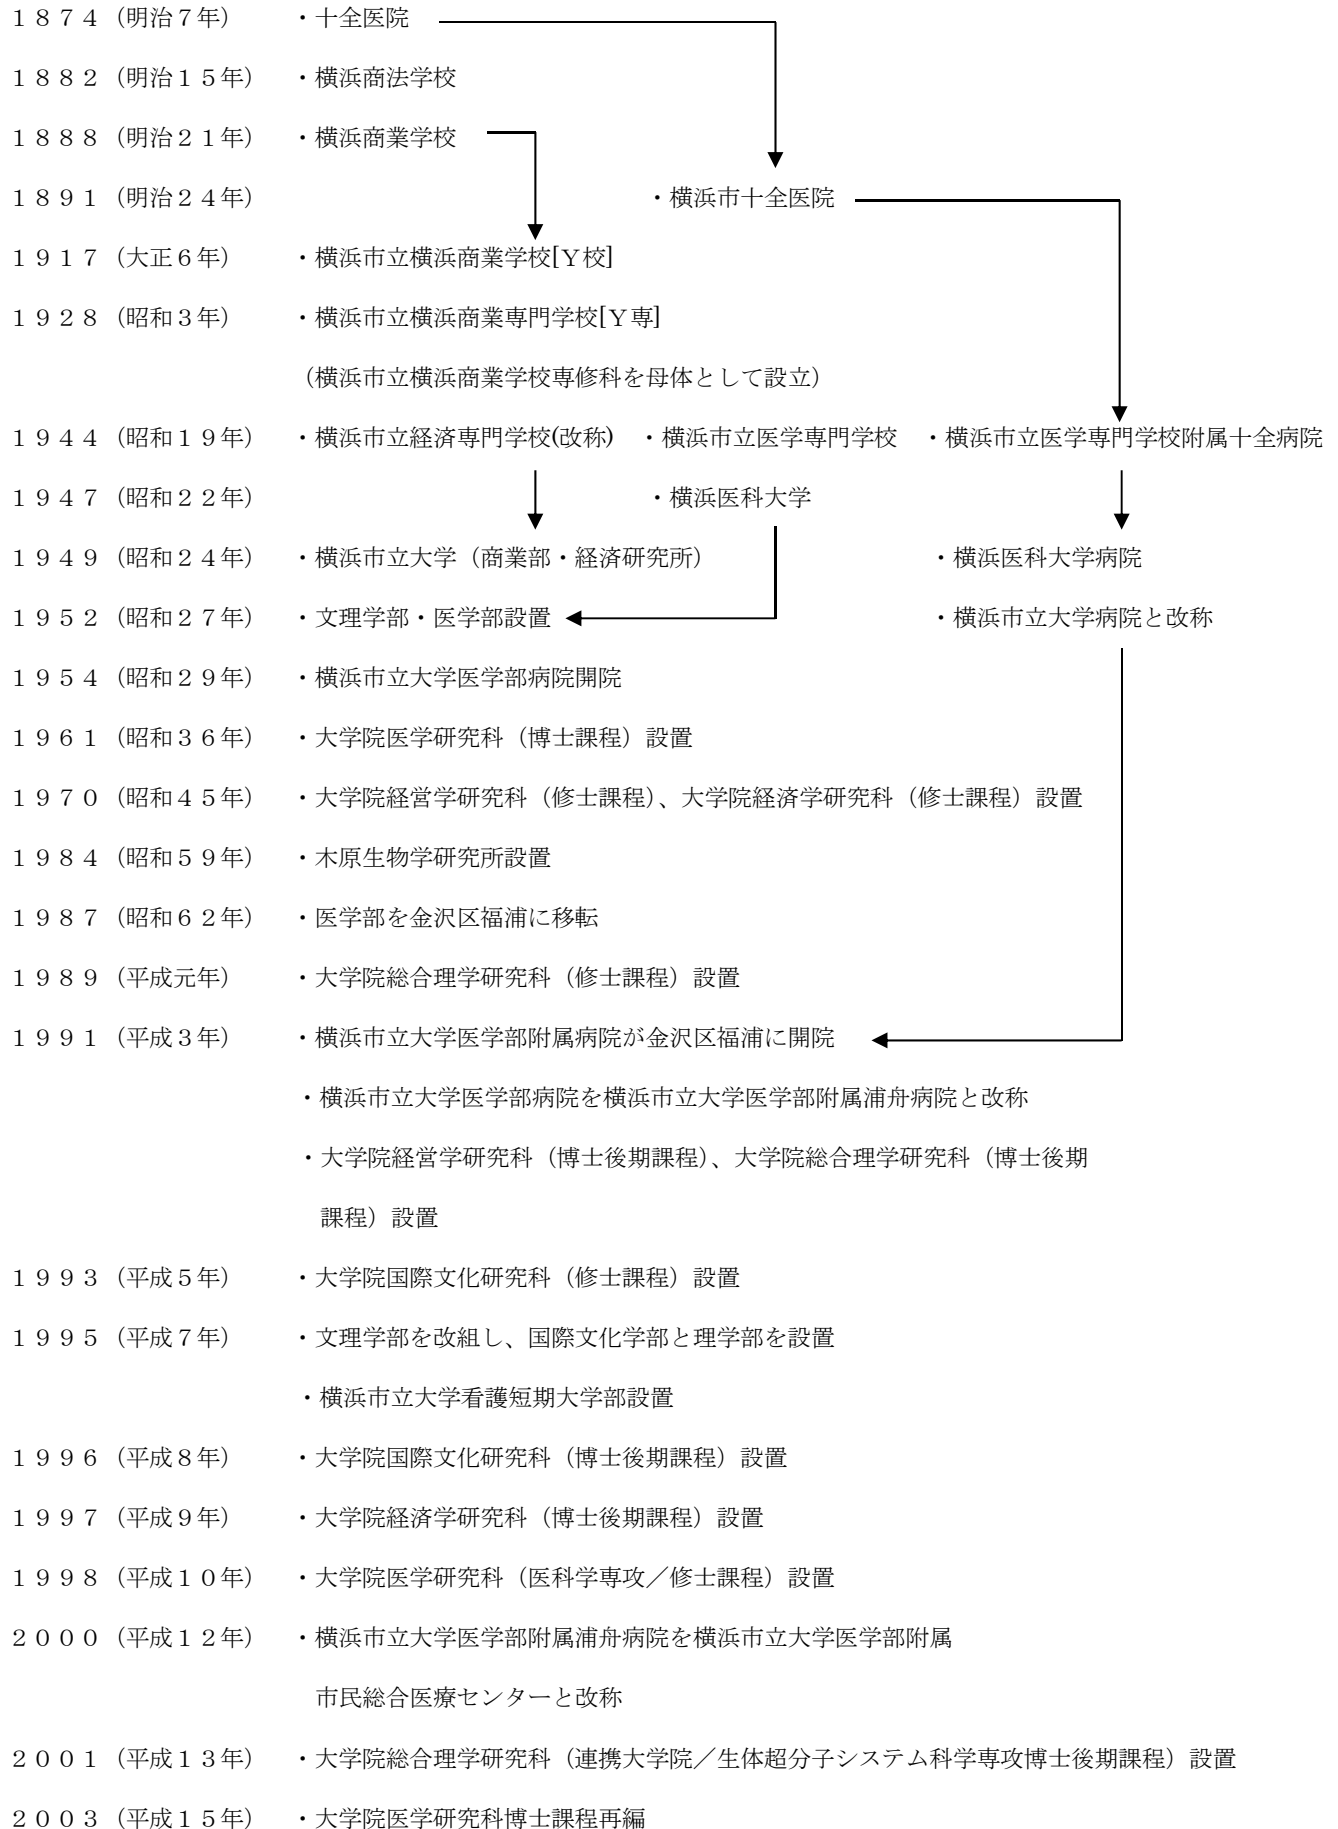 １８７４（明治７年）　・十全医院
１８８２（明治１５年）　・横浜商法学校
１８８８（明治２１年）　・横浜商業学校
１８９１（明治２４年）　・横浜市十全医院
１９１７（大正６年）　・横浜市立横浜商業学校[Ｙ校]
１９２８（昭和３年）　・横浜市立横浜商業専門学校[Ｙ専]
（横浜市立横浜商業学校専修科を母体として設立）
１９４４（昭和１９年）　・横浜市立経済専門学校(改称)　・横浜市立医学専門学校　・横浜市立医学専門学校附属十全病院
１９４７（昭和２２年）　・横浜医科大学
１９４９（昭和２４年）　・横浜市立大学（商業部・経済研究所）　・横浜医科大学病院
１９５２（昭和２７年）　・文理学部・医学部設置　・横浜市立大学病院と改称
１９５４（昭和２９年）　・横浜市立大学医学部病院開院
１９６１（昭和３６年）　・大学院医学研究科（博士課程）設置
１９７０（昭和４５年）　・大学院経営学研究科（修士課程）、大学院経済学研究科（修士課程）設置
１９８４（昭和５９年）　・木原生物学研究所設置
１９８７（昭和６２年）　・医学部を金沢区福浦に移転
１９８９（平成元年）　・大学院総合理学研究科（修士課程）設置
１９９１（平成３年）　・横浜市立大学医学部附属病院が金沢区福浦に開院
・横浜市立大学医学部病院を横浜市立大学医学部附属浦舟病院と改称
・大学院経営学研究科（博士後期課程）、大学院総合理学研究科（博士後期
課程）設置
１９９３（平成５年）　・大学院国際文化研究科（修士課程）設置
１９９５（平成７年）　・文理学部を改組し、国際文化学部と理学部を設置
・横浜市立大学看護短期大学部設置
１９９６（平成８年）　・大学院国際文化研究科（博士後期課程）設置
１９９７（平成９年）　・大学院経済学研究科（博士後期課程）設置
１９９８（平成１０年）　・大学院医学研究科（医科学専攻／修士課程）設置
２０００（平成１２年）　・横浜市立大学医学部附属浦舟病院を横浜市立大学医学部附属
市民総合医療センターと改称
２００１（平成１３年）　・大学院総合理学研究科（連携大学院／生体超分子システム科学専攻博士後期課程）設置
２００３（平成１５年）　・大学院医学研究科博士課程再編